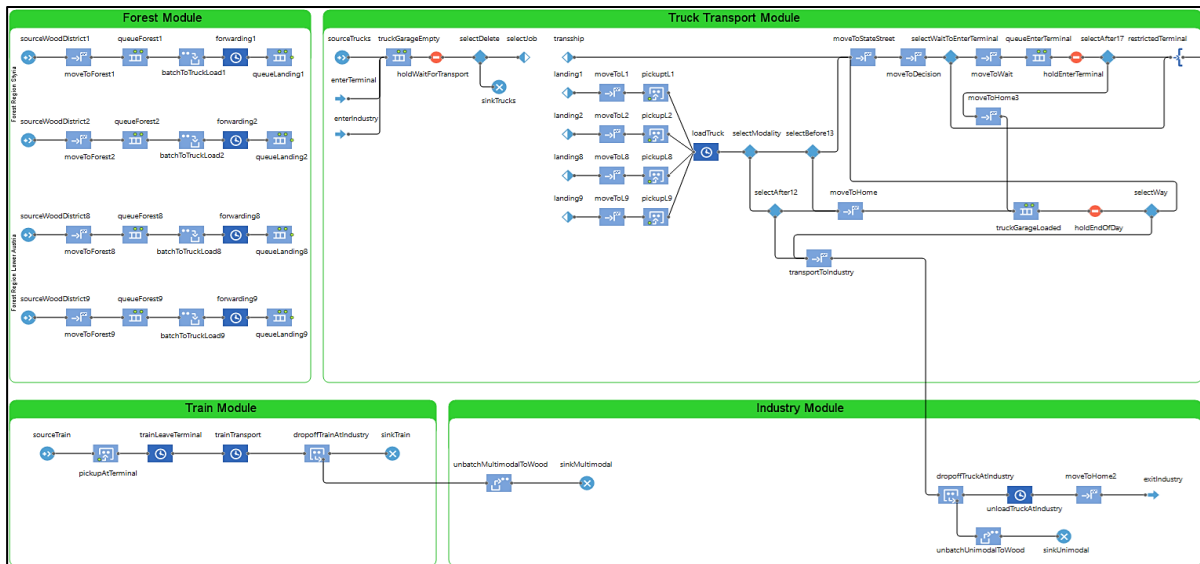 Forest Module
sourceWoodDistrict1
queueForest1
forwarding1
moveToForest1
batchToTruckLoad1
queueLanding1
Forest Region Styria
sourceWoodDistrict2
queueForest2
forwarding2
moveToForest2
batchToTruckLoad2
queueLanding2
sourceWoodDistrict8
queueForest8
forwarding8
moveToForest8
batchToTruckLoad8
queueLanding8
Forest Region Lower Austria
sourceWoodDistrict9
queueForest9
forwarding9
moveToForest9
batchToTruckLoad9
queueLanding9
Truck Transport Module
sourceTrucks
truckGarageEmpty
selectDelete
selectJob
holdWaitForTransport
enterTerminal
sinkTrucks
enterIndustry
transship
landing1
moveToL1
pickuptL1
landing2
moveToL2
pickupL2
landing8
moveToL8
pickupL8
landing9
moveToL9
pickupL9
loadTruck
selectModality
selectBefore13
selectAfter12
moveToHome
transportToIndustry
moveToStateStreet
selectWaitToEnterTerminal
queueEnterTerminal
selectAfter17
restrictedTerminal
moveToDecision
moveToWait
holdEnterTerminal
moveToHome3
selectWay
truckGarageLoaded
holdEndOfDay
Train Module
sourceTrain
trainLeaveTerminal
trainTransport
dropoffTrainAtIndustry
sinkTrain
pickupAtTerminal
Industry Module
unbatchMultimodalToWood
sinkMultimodal
dropoffTruckAtIndustry
moveToHome2
exitIndustry
unloadTruckAtIndustry
unbatchUnimodalToWood
sinkUnimodal